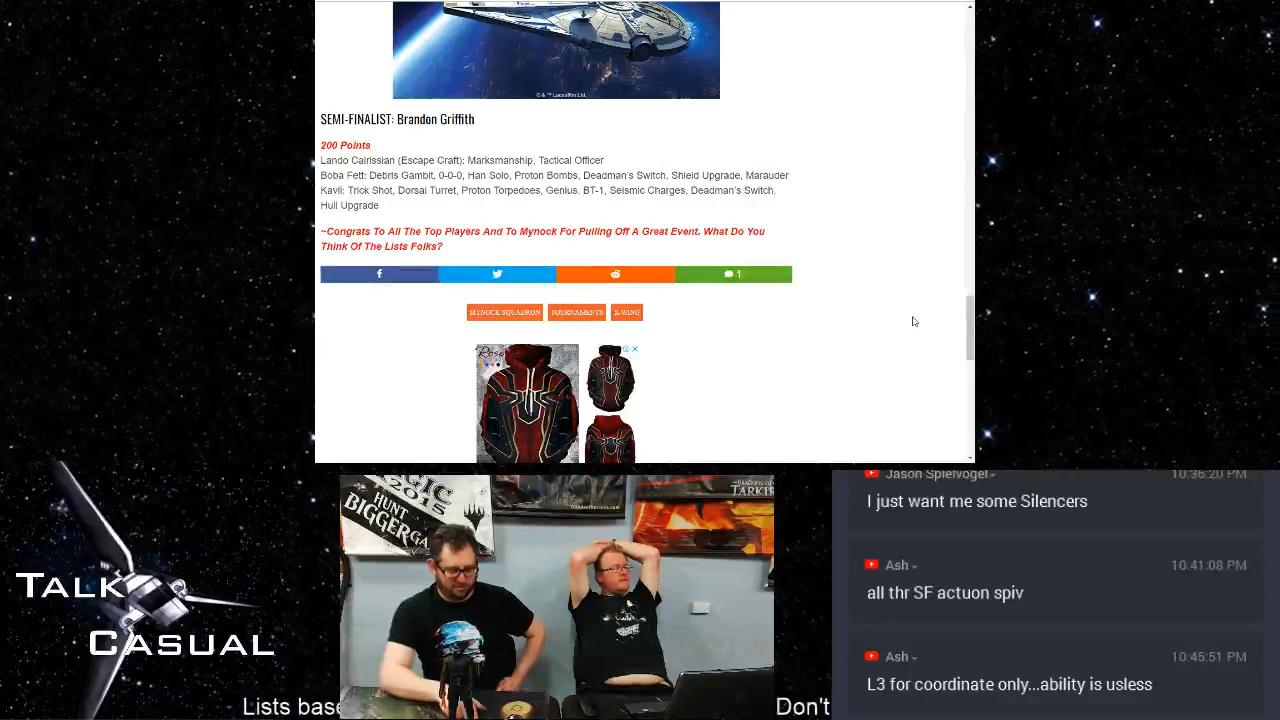 © & ™ Lucasfilm Ltd.
SEMI-FINALIST: Brandon Griffith
200 Points
Lando Calrissian (Escape Craft): Marksmanship, Tactical Officer
Boba Fett: Debris Gambit, 0-0-0, Han Solo, Proton Bombs, Deadman's Switch, Shield Upgrade, Marauder
Kavil: Trick Shot, Dorsal Turret, Proton Torpedoes, Genius. BT-1, Seismic Charges, Deadman's Switch,
Hull Upgrade
~Congrats To All The Top Players And To Mynock For Pulling Off A Great Event. What Do You
Think Of The Lists Folks?
1
MYNOCK SQUADRON TOURNAMENTS X-WING
Jason Spielvogel 10:36:20 PM
I just want me some Silencers
Ash 10:41:08 PM
all thr SF actuon spiv
Ash 10:45:51 PM
L3 for coordinate only...ability is usless
TALK
CASUAL
2015
HUNT
BIGGER GA
DRAGONS OF
TARKIR
Lists base
Don't